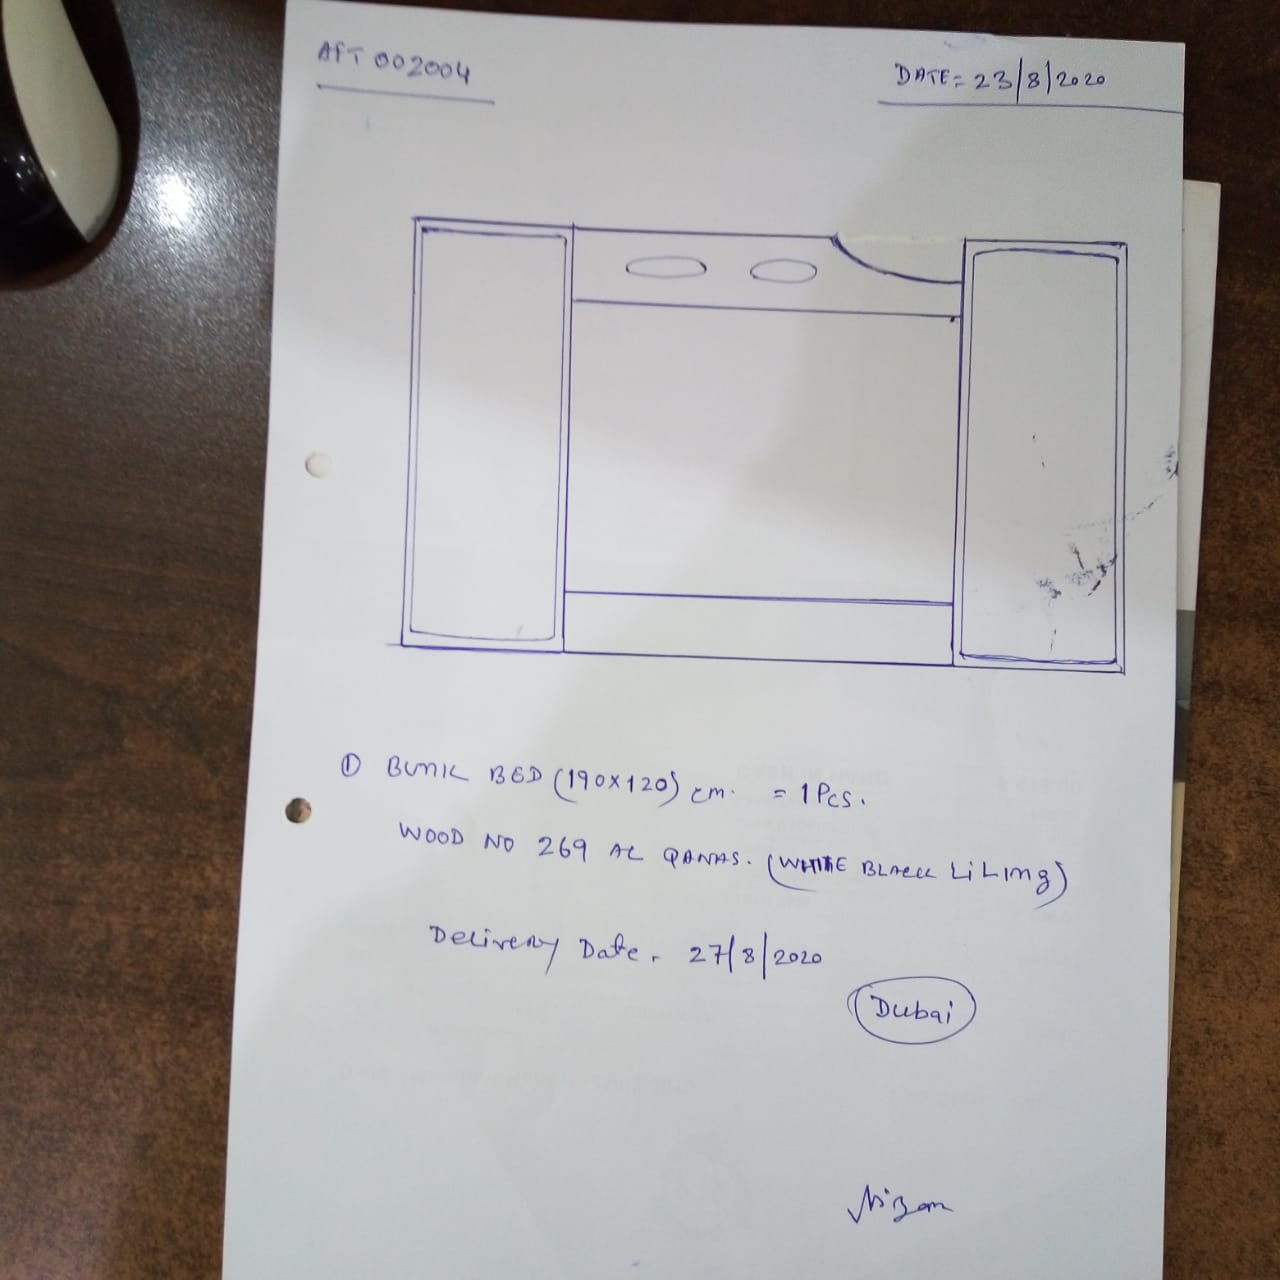 AFT 002004
DATE= 23/8/2020
① BUNK BED (190x120) cm. = 1 Pcs.
WOOD NO 269 AL QANAS. (WHITE BLACK LiLing)
Delivery Date. 27/8/2020
Dubai
Nizam